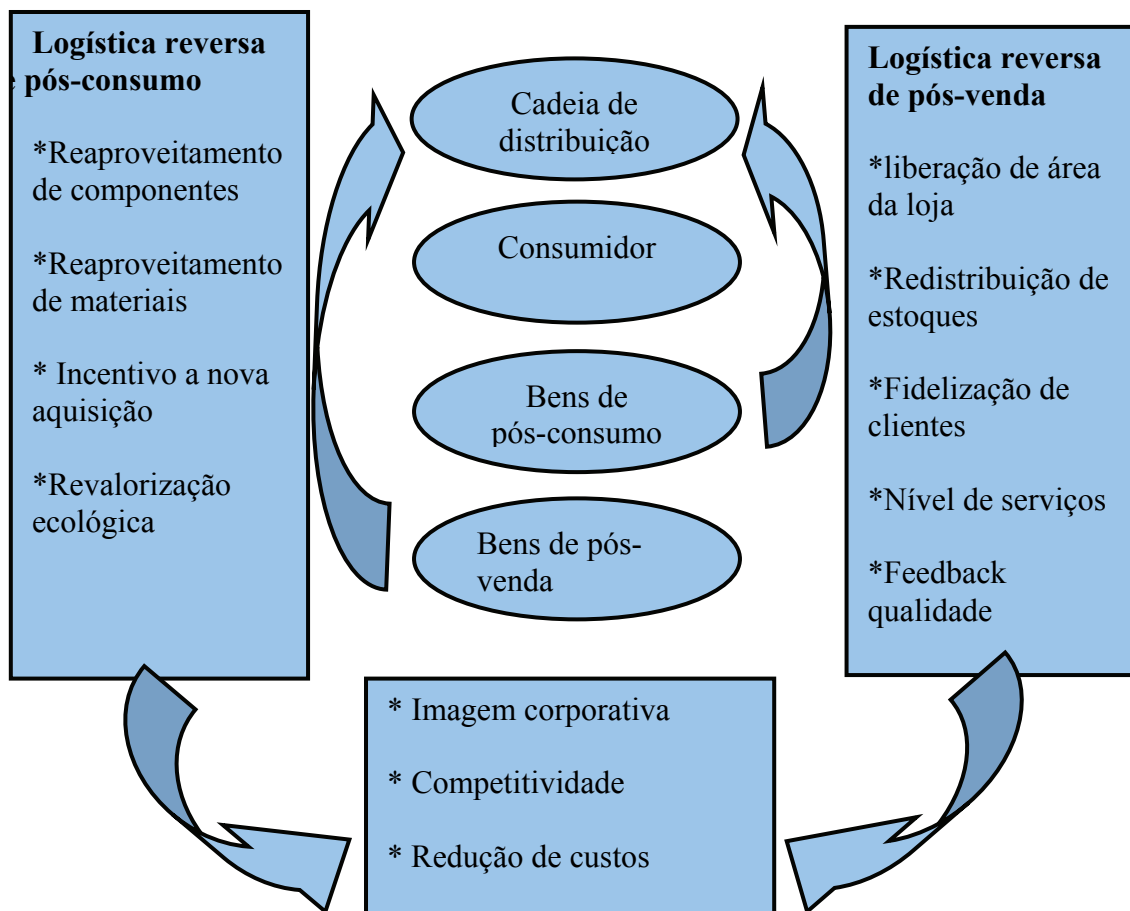 Logística reversa
e pós-consumo
*Reaproveitamento
de componentes
*Reaproveitamento
de materiais
* Incentivo a nova
aquisição
*Revalorização
ecológica
Cadeia de
distribuição
Consumidor
Bens de
pós-consumo
Bens de pós-
venda
Logística reversa
de pós-venda
*liberação de área
da loja
*Redistribuição de
estoques
*Fidelização de
clientes
*Nível de serviços
*Feedback
qualidade
* Imagem corporativa
* Competitividade
* Redução de custos